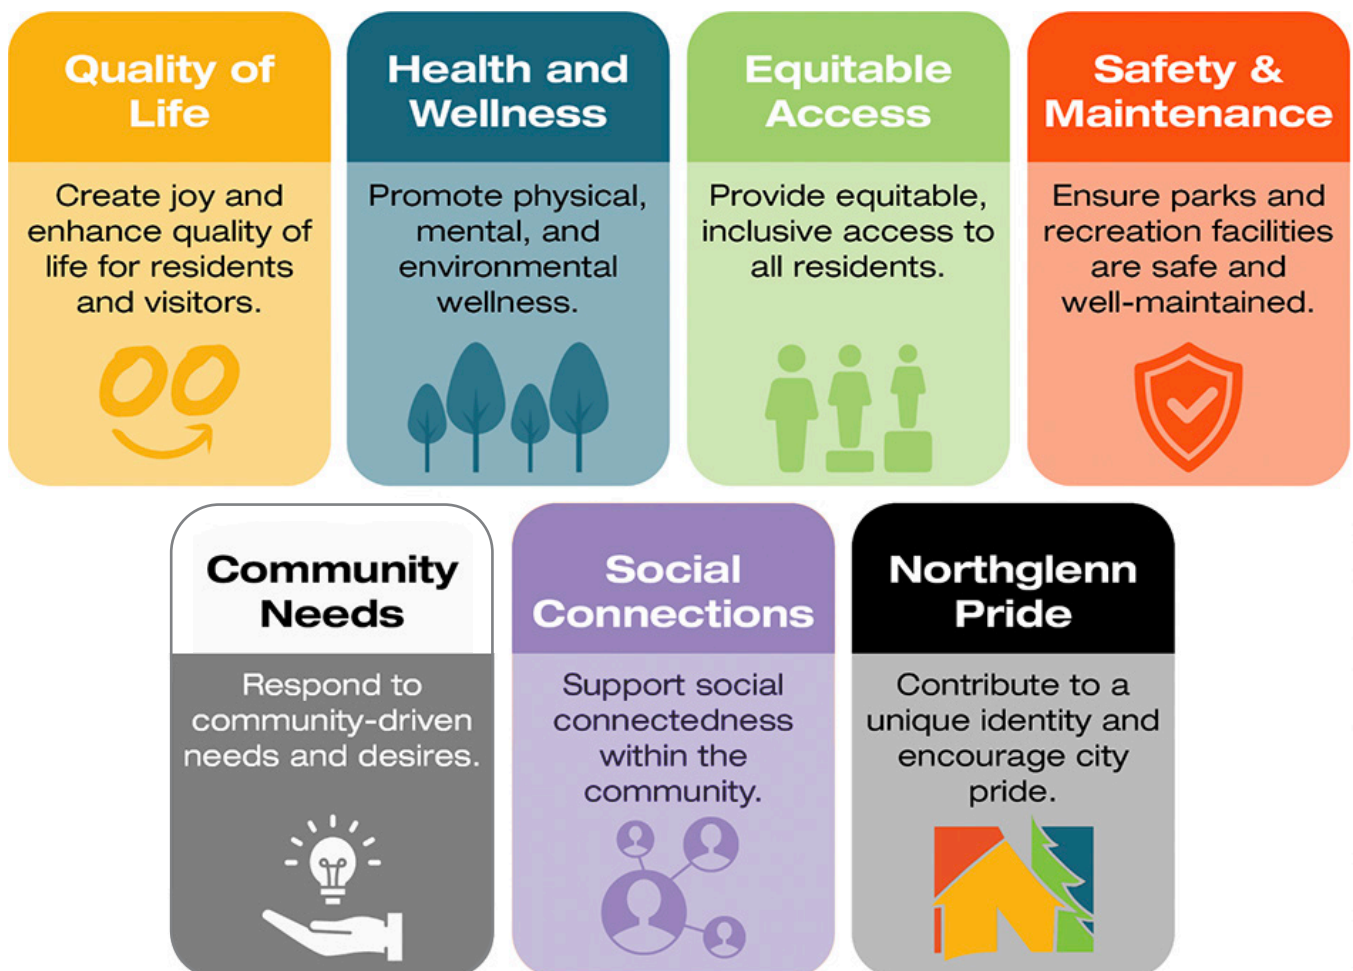 Quality of
Life
Create joy and
enhance quality of
life for residents
and visitors.
Health and
Wellness
Promote physical,
mental, and
environmental
wellness.
Equitable
Access
Provide equitable,
inclusive access to
all residents.
Safety &
Maintenance
Ensure parks and
recreation facilities
are safe and
well-maintained.
Community
Needs
Respond to
community-driven
needs and desires.
Social
Connections
Support social
connectedness
within the
community.
Northglenn
Pride
Contribute to a
unique identity and
encourage city
pride.